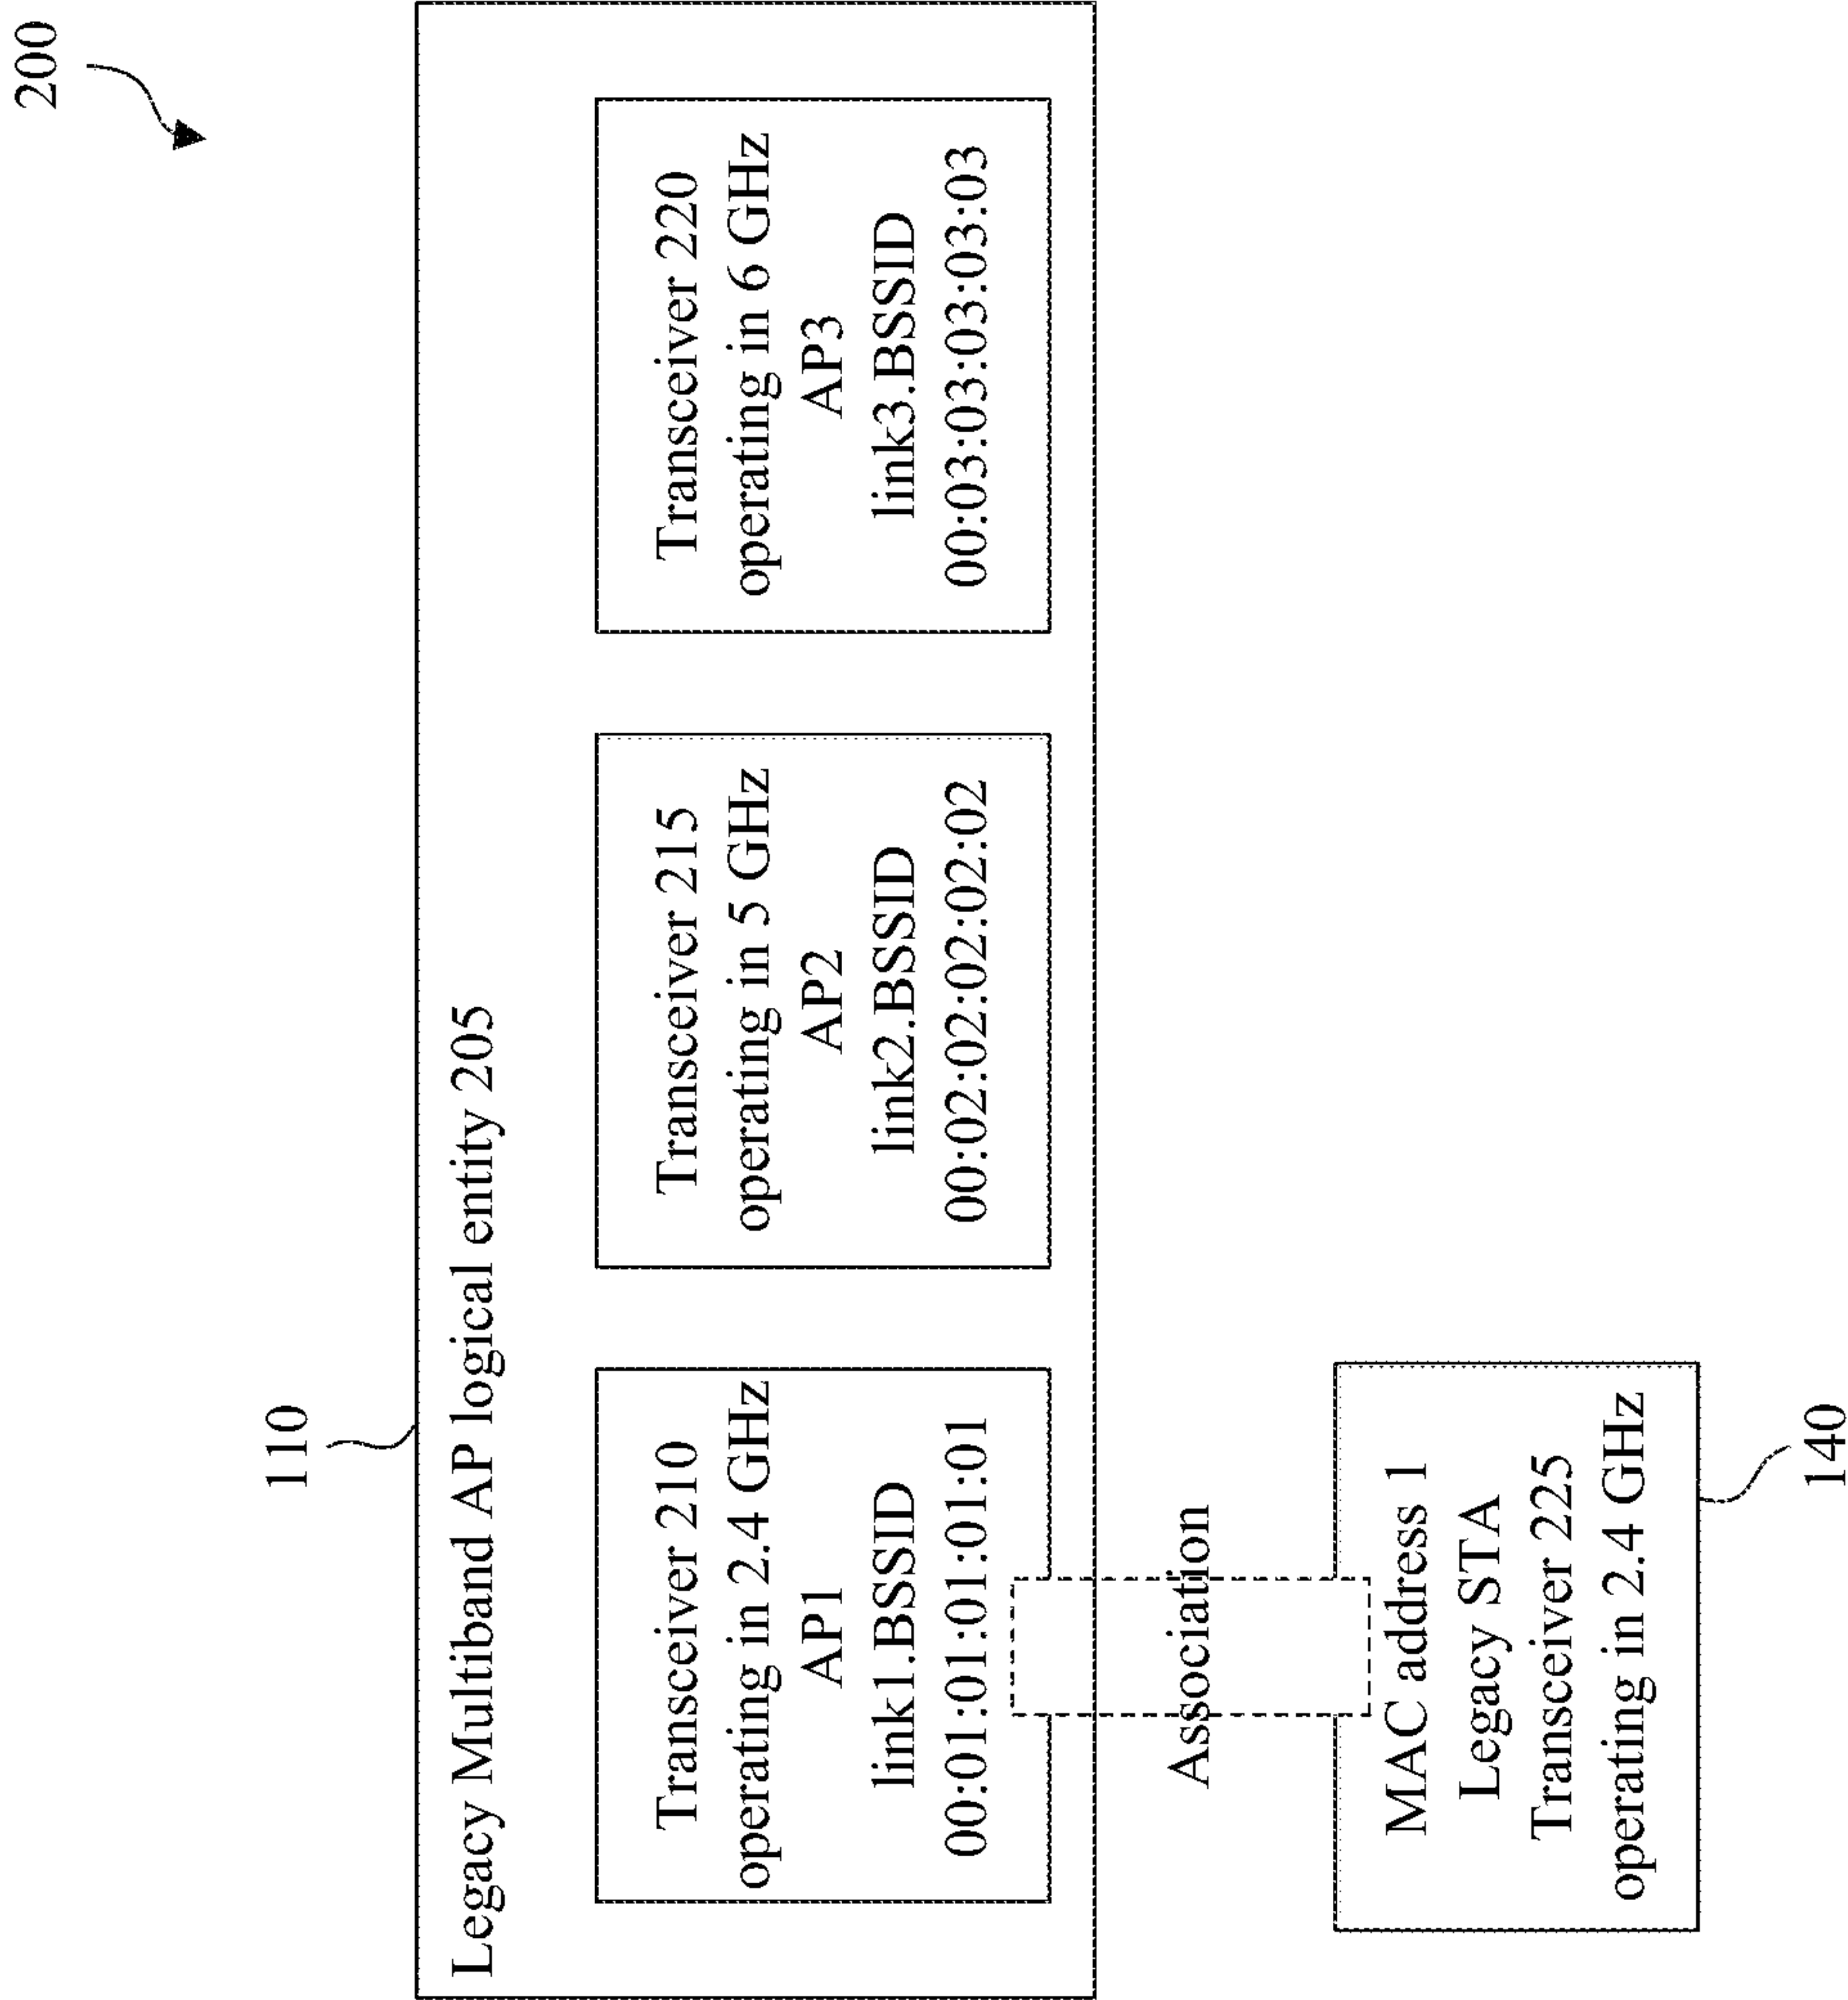 200
110
Legacy Multiband AP logical entity 205
Transceiver 210
operating in 2.4 GHz
AP1
link1.BSSID
00:01:01:01:01:01
Transceiver 215
operating in 5 GHz
AP2
link2.BSSID
00:02:02:02:02:02
Transceiver 220
operating in 6 GHz
AP3
link3.BSSID
00:03:03:03:03:03
Association
MAC address 1
Legacy STA
Transceiver 225
operating in 2.4 GHz
140